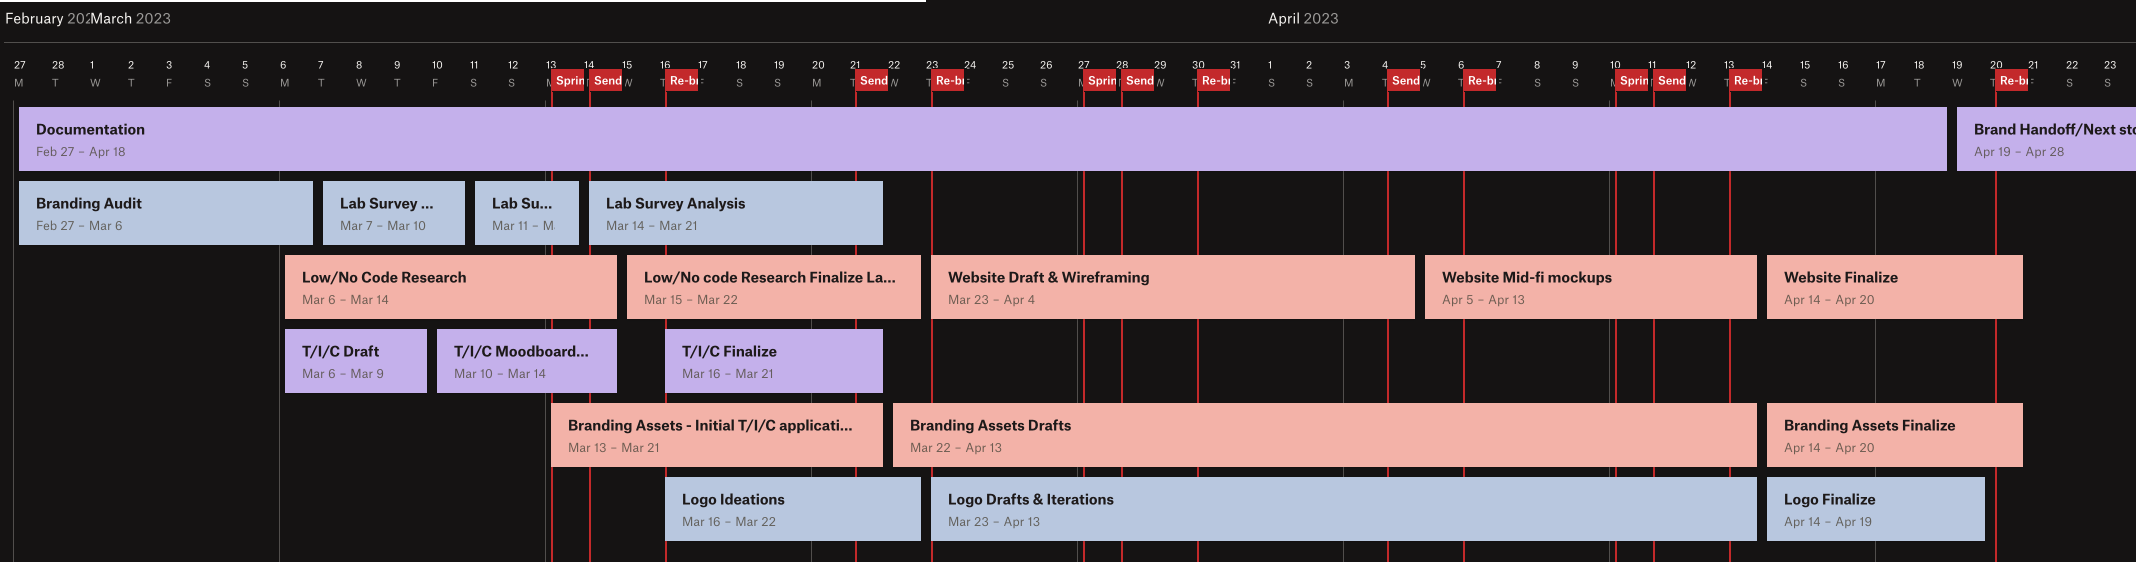 February 202 March 2023 April 2023
27 28 1 2 3 4 5 6 7 8 9 10 11 12 13 14 15 16 17 18 19 20 21 22 23 24 25 26 27 28 29 30 31 1 2 3 4 5 6 7 8 9 10 11 12 13 14 15 16 17 18 19 20 21 22 23
M T W T F S S M T W T F S S M Sprin Send W T Re-b F S S M T Send W T Re-b F S S M Sprin Send W T Re-b F S S M T Send W T Re-b F S S M Sprin Send W T Re-b F S S M T W T Re-b F S S
Documentation Brand Handoff/Next ste
Feb 27 – Apr 18 Apr 19 – Apr 28
Branding Audit Lab Survey ... Lab Su... Lab Survey Analysis
Feb 27 – Mar 6 Mar 7 – Mar 10 Mar 11 – M Mar 14 – Mar 21
Low/No Code Research Low/No code Research Finalize La... Website Draft & Wireframing Website Mid-fi mockups Website Finalize
Mar 6 – Mar 14 Mar 15 – Mar 22 Mar 23 – Apr 4 Apr 5 – Apr 13 Apr 14 – Apr 20
T/I/C Draft T/I/C Moodboard... T/I/C Finalize
Mar 6 – Mar 9 Mar 10 – Mar 14 Mar 16 – Mar 21
Branding Assets - Initial T/I/C applicati... Branding Assets Drafts Branding Assets Finalize
Mar 13 – Mar 21 Mar 22 – Apr 13 Apr 14 – Apr 20
Logo Ideations Logo Drafts & Iterations Logo Finalize
Mar 16 – Mar 22 Mar 23 – Apr 13 Apr 14 – Apr 19